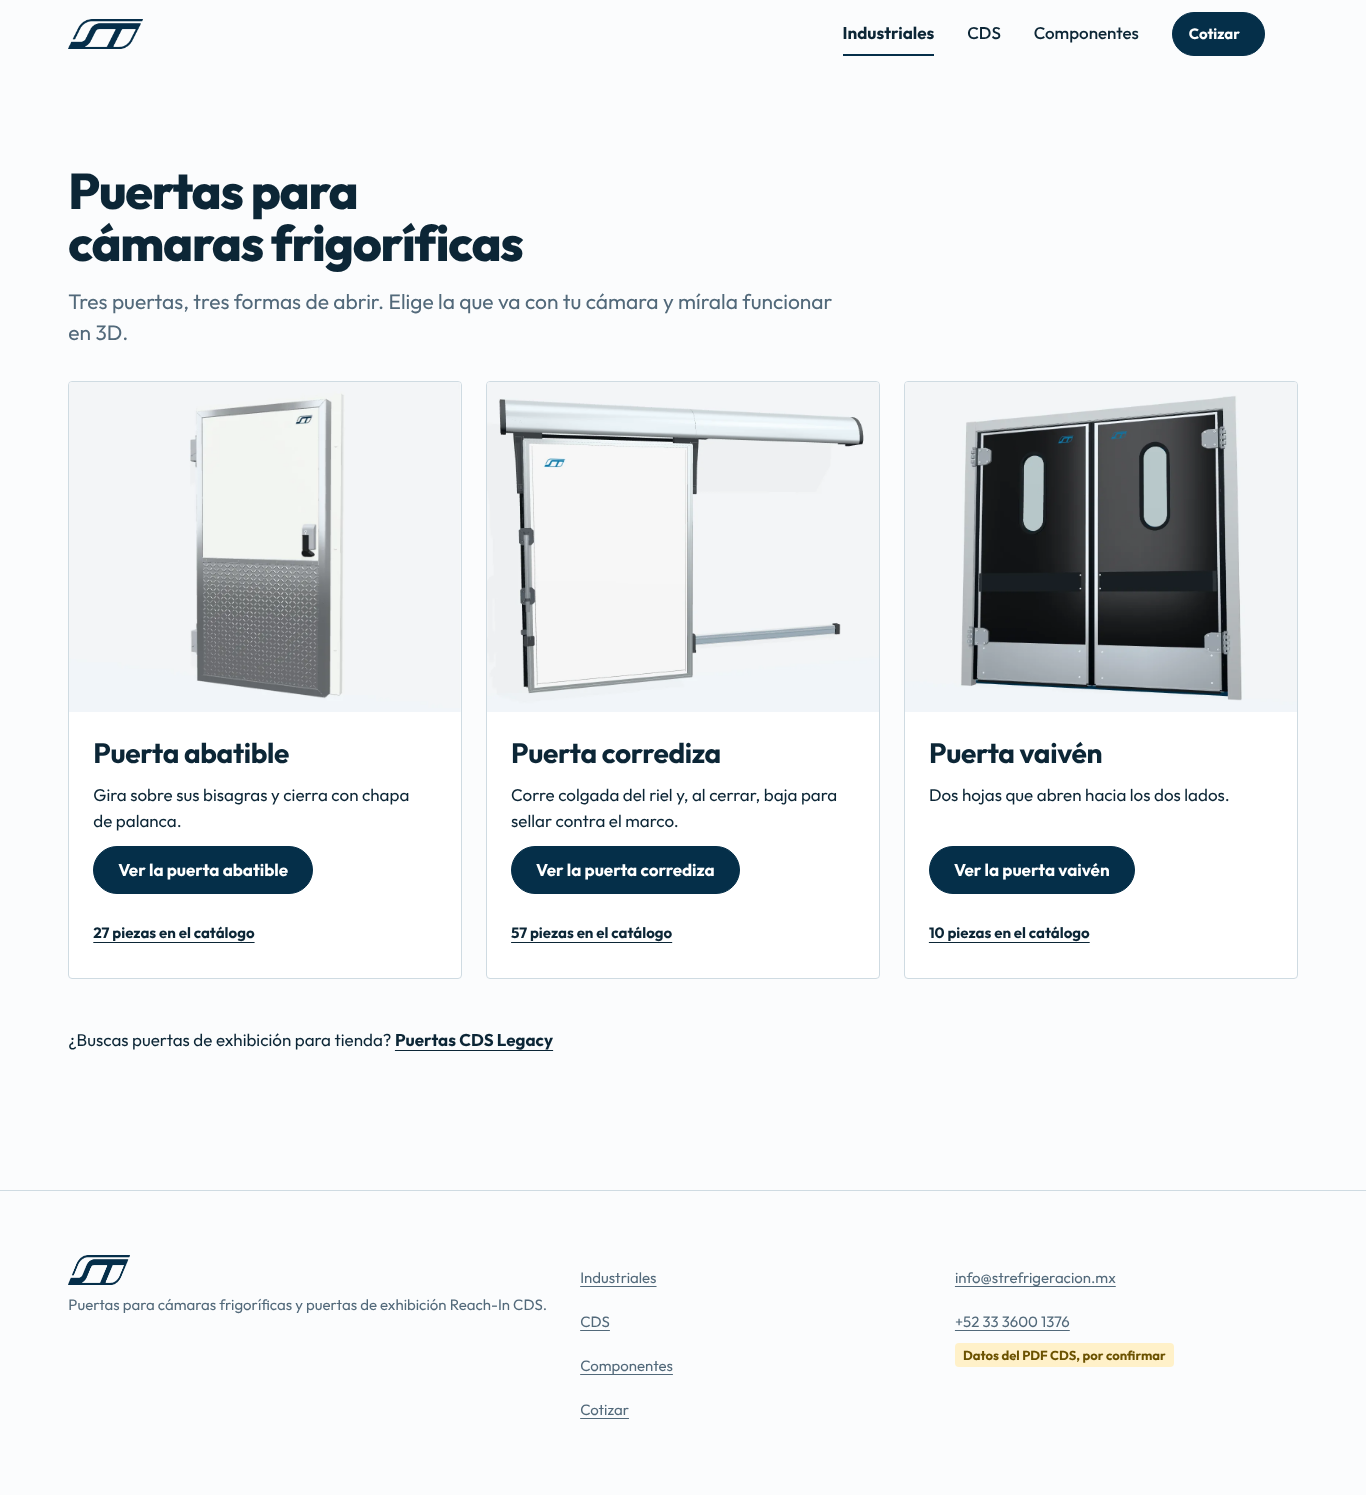 ST
Industriales
CDS
Componentes
Cotizar
Puertas para
cámaras frigoríficas
Tres puertas, tres formas de abrir. Elige la que va con tu cámara y mírala funcionar
en 3D.
ST
ST
ST
ST
Puerta abatible
Gira sobre sus bisagras y cierra con chapa
de palanca.
Ver la puerta abatible
27 piezas en el catálogo
Puerta corrediza
Corre colgada del riel y, al cerrar, baja para
sellar contra el marco.
Ver la puerta corrediza
57 piezas en el catálogo
Puerta vaivén
Dos hojas que abren hacia los dos lados.
Ver la puerta vaivén
10 piezas en el catálogo
¿Buscas puertas de exhibición para tienda? Puertas CDS Legacy
ST
Puertas para cámaras frigoríficas y puertas de exhibición Reach-In CDS.
Industriales
CDS
Componentes
Cotizar
info@strefrigeracion.mx
+52 33 3600 1376
Datos del PDF CDS, por confirmar